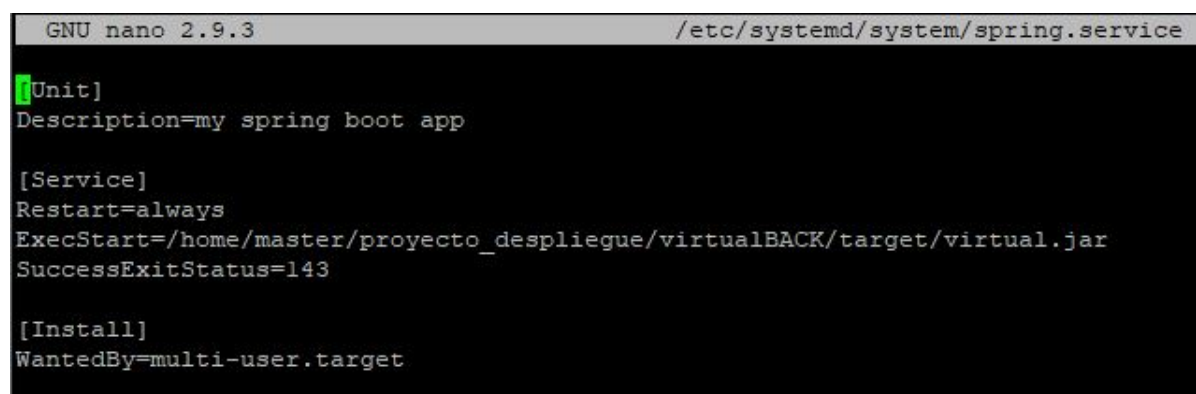 GNU nano 2.9.3 /etc/systemd/system/spring.service
[Unit]
Description=my spring boot app
[Service]
Restart=always
ExecStart=/home/master/proyecto_despliegue/virtualBACK/target/virtual.jar
SuccessExitStatus=143
[Install]
WantedBy=multi-user.target